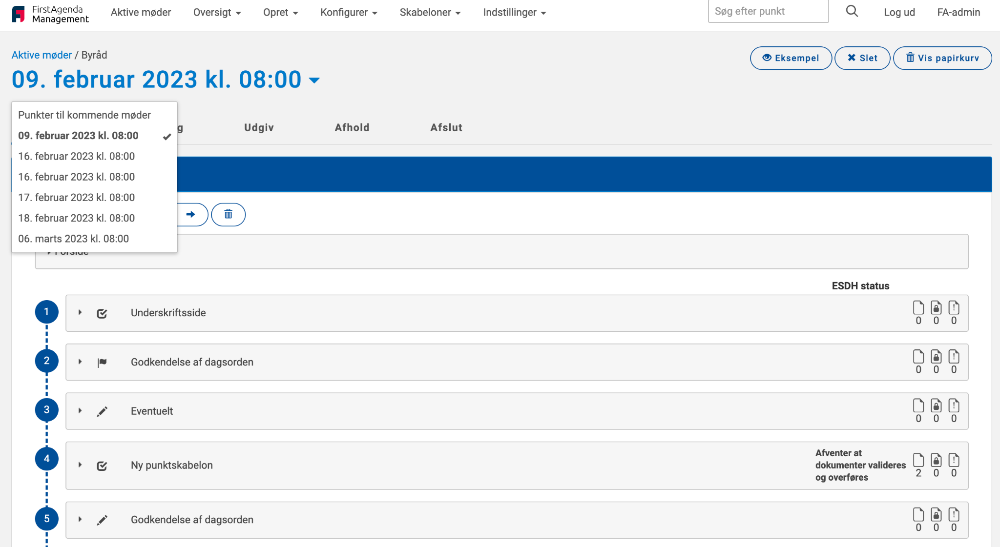 FirstAgenda
Management
Aktive møder
Oversigt
Opret
Konfigurer
Skabeloner
Indstillinger
Søg efter punkt
Log ud
FA-admin
Aktive møder / Byråd
Eksempel
Slet
Vis papirkurv
09. februar 2023 kl. 08:00
Punkter til kommende møder
09. februar 2023 kl. 08:00
16. februar 2023 kl. 08:00
16. februar 2023 kl. 08:00
17. februar 2023 kl. 08:00
18. februar 2023 kl. 08:00
06. marts 2023 kl. 08:00
g
Udgiv
Afhold
Afslut
Forside
ESDH status
1 Underskriftsside
0 0 0
2 Godkendelse af dagsorden
0 0 0
3 Eventuelt
0 0 0
4 Ny punktskabelon
Afventer at
dokumenter valideres
og overføres
2 0 0
5 Godkendelse af dagsorden
0 0 0